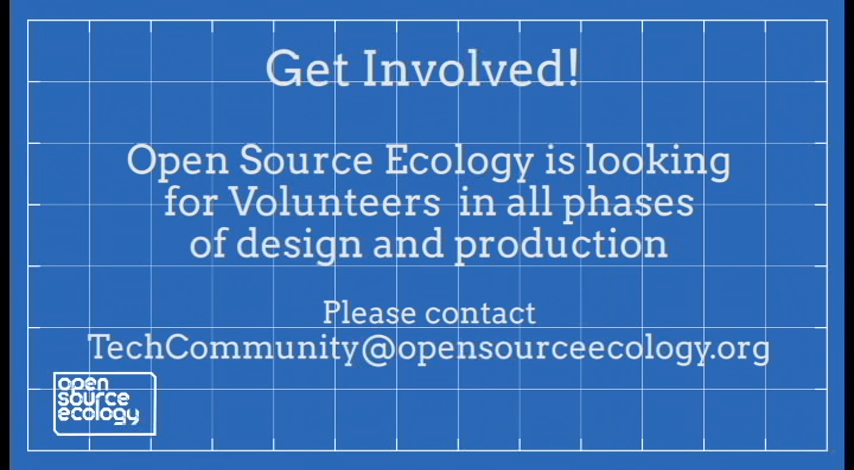 Get Involved!
Open Source Ecology is looking
for Volunteers in all phases
of design and production
Please contact
TechCommunity@opensourceecology.org
open
source
ecology